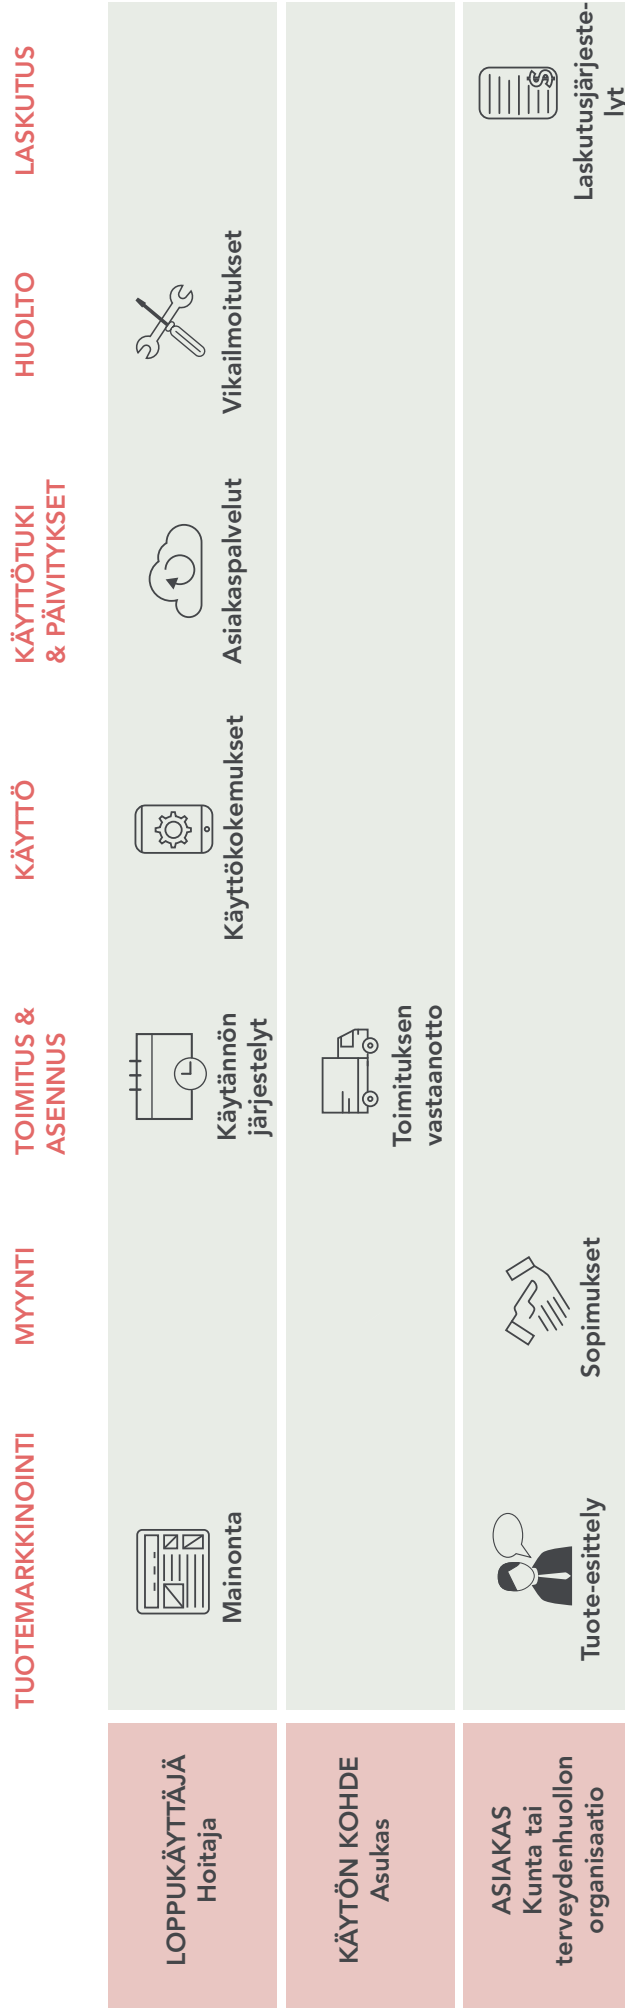 TUOTEMARKKINOINTI
MYYNTI
TOIMITUS &
ASENNUS
KÄYTTÖ
KÄYTTÖTUKI
& PÄIVITYKSET
HUOLTO
LASKUTUS
LOPPUKÄYTTÄJÄ
Hoitaja
Mainonta
Käytännön
järjestelyt
Käyttökokemukset
Asiakaspalvelut
Vikailmoitukset
KÄYTÖN KOHDE
Asukas
Toimituksen
vastaanotto
ASIAKAS
Kunta tai
terveydenhuollon
organisaatio
Tuote-esittely
Sopimukset
$
Laskutusjärjeste-
lyt